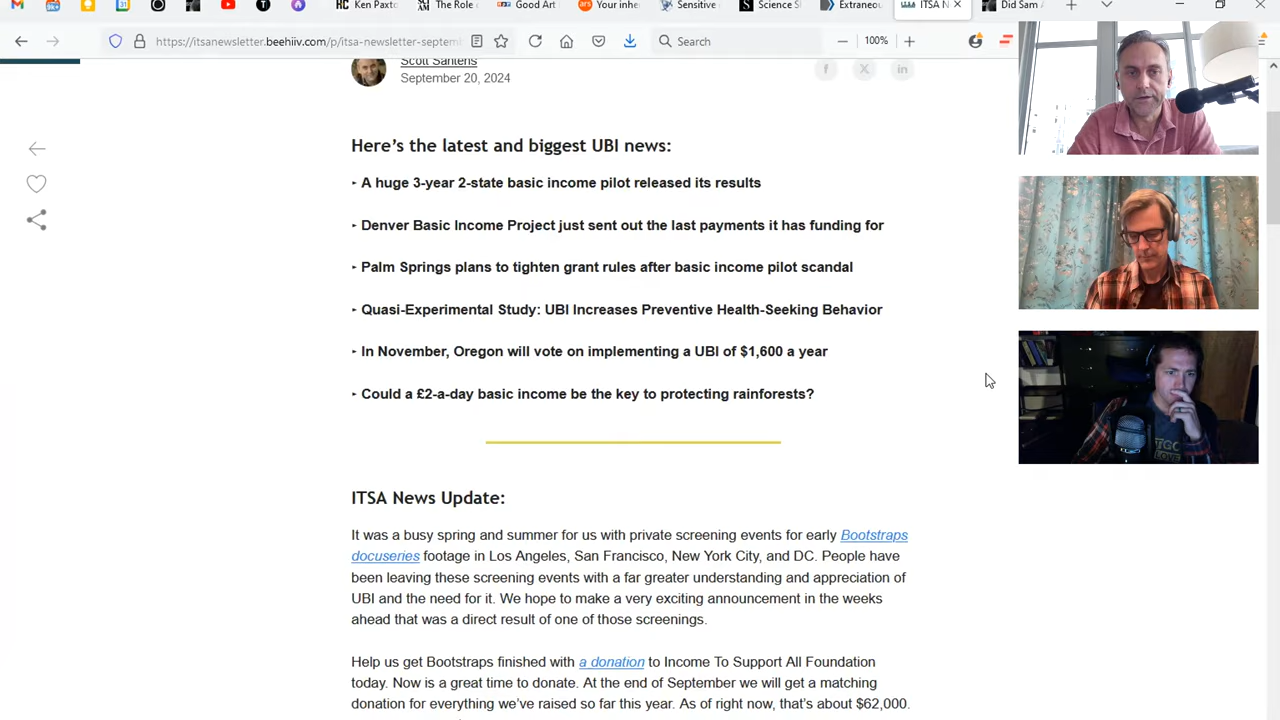 Ken Paxto
The Role
Good Art
Your inhe
Sensitive
Science S
Extraneou
ITSA N
Did Sam
https://itsanewsletter.beehiiv.com/p/itsa-newsletter-septem
Search
100%
Scott Santens
September 20, 2024
Here's the latest and biggest UBI news:
‣ A huge 3-year 2-state basic income pilot released its results
‣ Denver Basic Income Project just sent out the last payments it has funding for
‣ Palm Springs plans to tighten grant rules after basic income pilot scandal
‣ Quasi-Experimental Study: UBI Increases Preventive Health-Seeking Behavior
‣ In November, Oregon will vote on implementing a UBI of $1,600 a year
‣ Could a £2-a-day basic income be the key to protecting rainforests?
ITSA News Update:
It was a busy spring and summer for us with private screening events for early Bootstraps
docuseries footage in Los Angeles, San Francisco, New York City, and DC. People have
been leaving these screening events with a far greater understanding and appreciation of
UBI and the need for it. We hope to make a very exciting announcement in the weeks
ahead that was a direct result of one of those screenings.
Help us get Bootstraps finished with a donation to Income To Support All Foundation
today. Now is a great time to donate. At the end of September we will get a matching
donation for everything we've raised so far this year. As of right now, that's about $62,000.